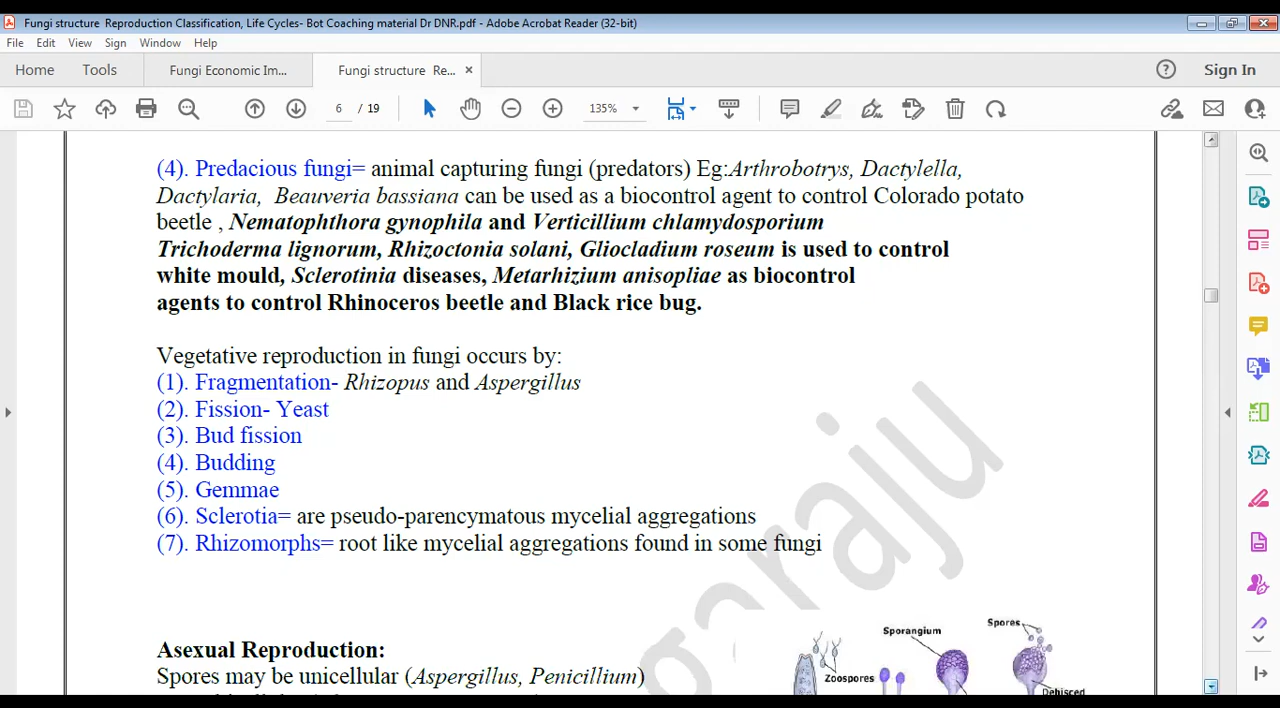 Fungi structure Reproduction Classification, Life Cycles- Bot Coaching material Dr DNR.pdf - Adobe Acrobat Reader (32-bit)
File Edit View Sign Window Help
Home Tools Fungi Economic Im... Fungi structure Re... ×
Sign In
6 / 19 135%
(4). Predacious fungi= animal capturing fungi (predators) Eg:Arthrobotrys, Dactylella,
Dactylaria, Beauveria bassiana can be used as a biocontrol agent to control Colorado potato
beetle , Nematophthora gynophila and Verticillium chlamydosporium
Trichoderma lignorum, Rhizoctonia solani, Gliocladium roseum is used to control
white mould, Sclerotinia diseases, Metarhizium anisopliae as biocontrol
agents to control Rhinoceros beetle and Black rice bug.
Vegetative reproduction in fungi occurs by:
(1). Fragmentation- Rhizopus and Aspergillus
(2). Fission- Yeast
(3). Bud fission
(4). Budding
(5). Gemmae
(6). Sclerotia= are pseudo-parencymatous mycelial aggregations
(7). Rhizomorphs= root like mycelial aggregations found in some fungi
garaju
Asexual Reproduction:
Spores may be unicellular (Aspergillus, Penicillium)
Sporangium
Spores
Zoospores
Dehisced